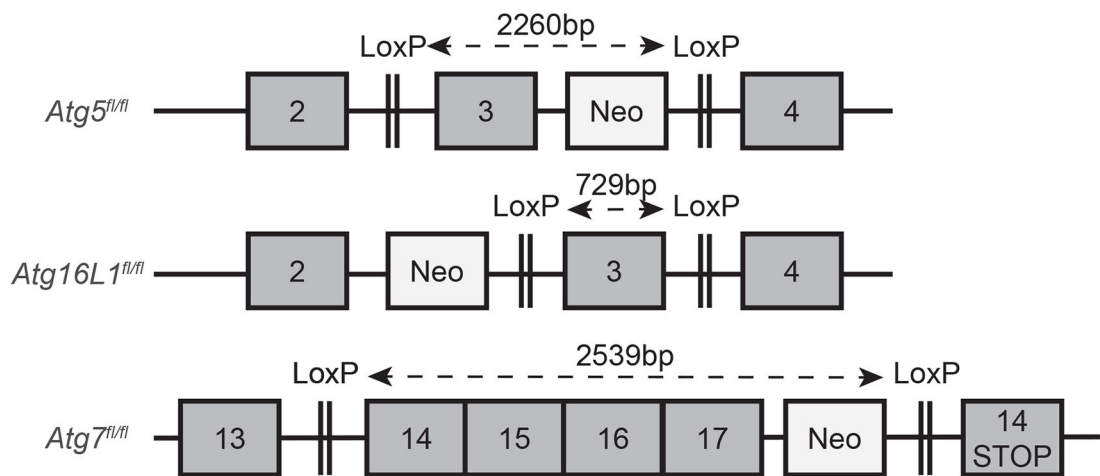 2260bp
LoxP LoxP
Atg5fl/fl 2 3 Neo 4
729bp
LoxP LoxP
Atg16L1fl/fl 2 Neo 3 4
2539bp
LoxP LoxP
Atg7fl/fl 13 14 15 16 17 Neo 14
STOP